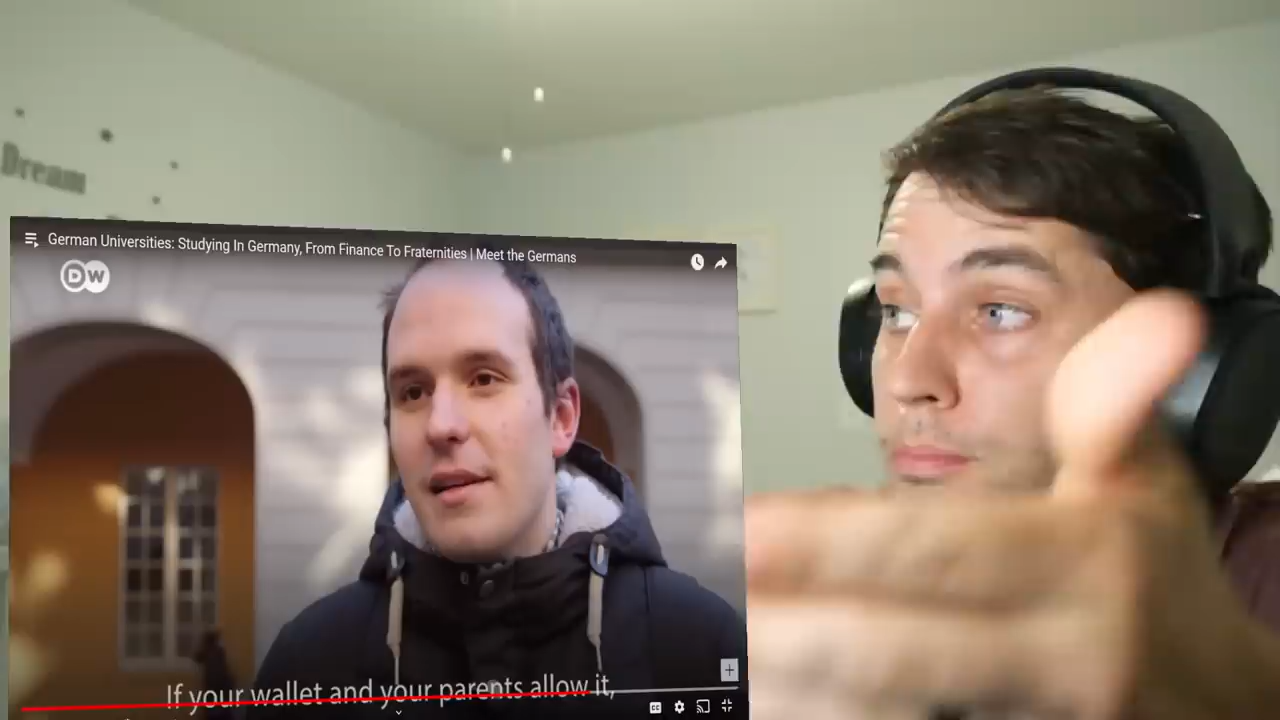 Dream
German Universities: Studying In Germany, From Finance To Fraternities | Meet the Germans
DW
If your wallet and your parents allow it,
CC